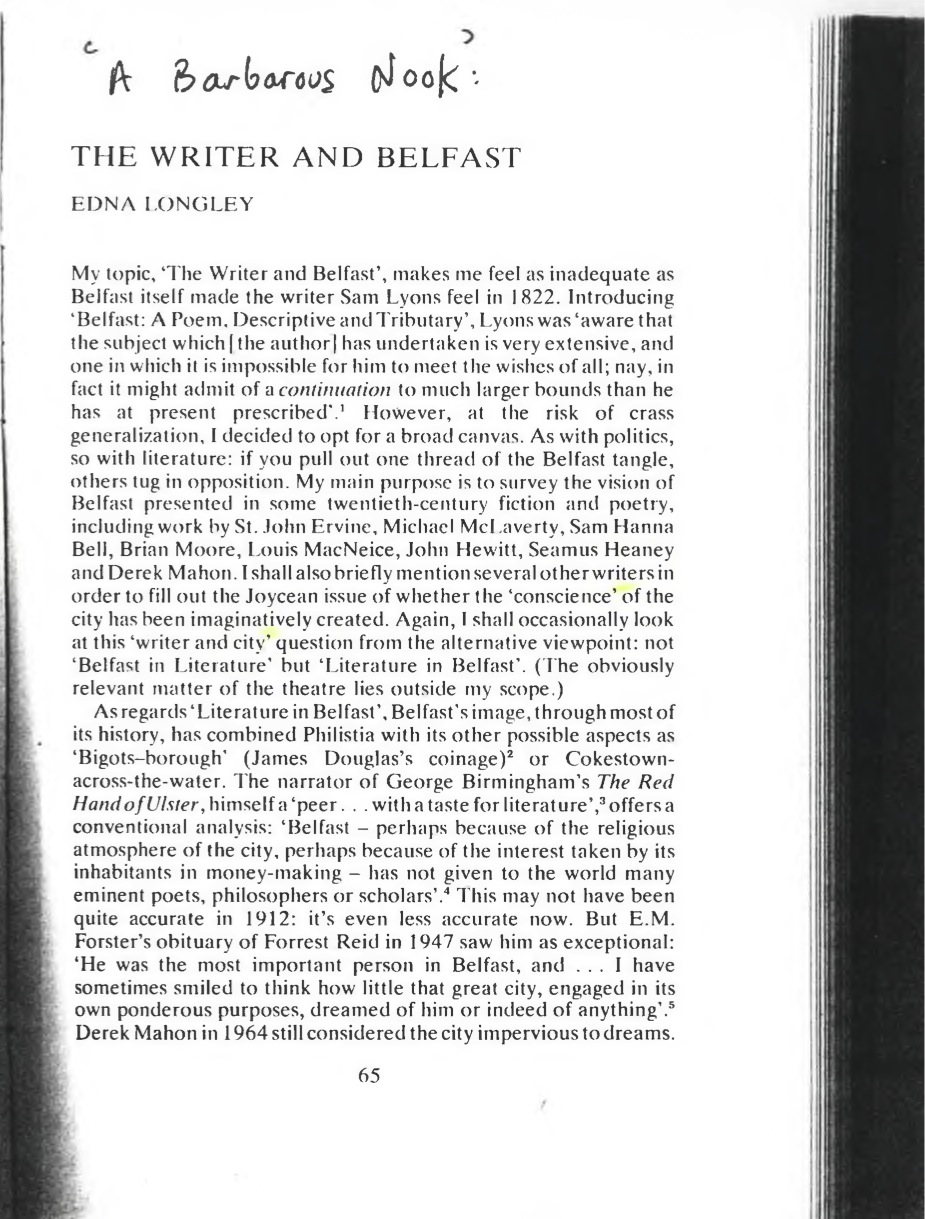 ‘A Barbarous Nook’:
THE WRITER AND BELFAST
EDNA LONGLEY
My topic, ‘The Writer and Belfast’, makes me feel as inadequate as
Belfast itself made the writer Sam Lyons feel in 1822. Introducing
‘Belfast: A Poem, Descriptive and Tributary’, Lyons was ‘aware that
the subject which [the author] has undertaken is very extensive, and
one in which it is impossible for him to meet the wishes of all; nay, in
fact it might admit of a continuation to much larger bounds than he
has at present prescribed’.¹ However, at the risk of crass
generalization, I decided to opt for a broad canvas. As with politics,
so with literature: if you pull out one thread of the Belfast tangle,
others tug in opposition. My main purpose is to survey the vision of
Belfast presented in some twentieth-century fiction and poetry,
including work by St. John Ervine, Michael McLaverty, Sam Hanna
Bell, Brian Moore, Louis MacNeice, John Hewitt, Seamus Heaney
and Derek Mahon. I shall also briefly mention several other writers in
order to fill out the Joycean issue of whether the ‘conscience’ of the
city has been imaginatively created. Again, I shall occasionally look
at this ‘writer and city’ question from the alternative viewpoint: not
‘Belfast in Literature’ but ‘Literature in Belfast’. (The obviously
relevant matter of the theatre lies outside my scope.)
As regards ‘Literature in Belfast’, Belfast’s image, through most of
its history, has combined Philistia with its other possible aspects as
‘Bigots–borough’ (James Douglas’s coinage)² or Cokestown-
across-the-water. The narrator of George Birmingham’s The Red
Hand of Ulster, himself a ‘peer . . . with a taste for literature’,³ offers a
conventional analysis: ‘Belfast – perhaps because of the religious
atmosphere of the city, perhaps because of the interest taken by its
inhabitants in money-making – has not given to the world many
eminent poets, philosophers or scholars’.⁴ This may not have been
quite accurate in 1912: it’s even less accurate now. But E.M.
Forster’s obituary of Forrest Reid in 1947 saw him as exceptional:
‘He was the most important person in Belfast, and . . . I have
sometimes smiled to think how little that great city, engaged in its
own ponderous purposes, dreamed of him or indeed of anything’.⁵
Derek Mahon in 1964 still considered the city impervious to dreams.
65